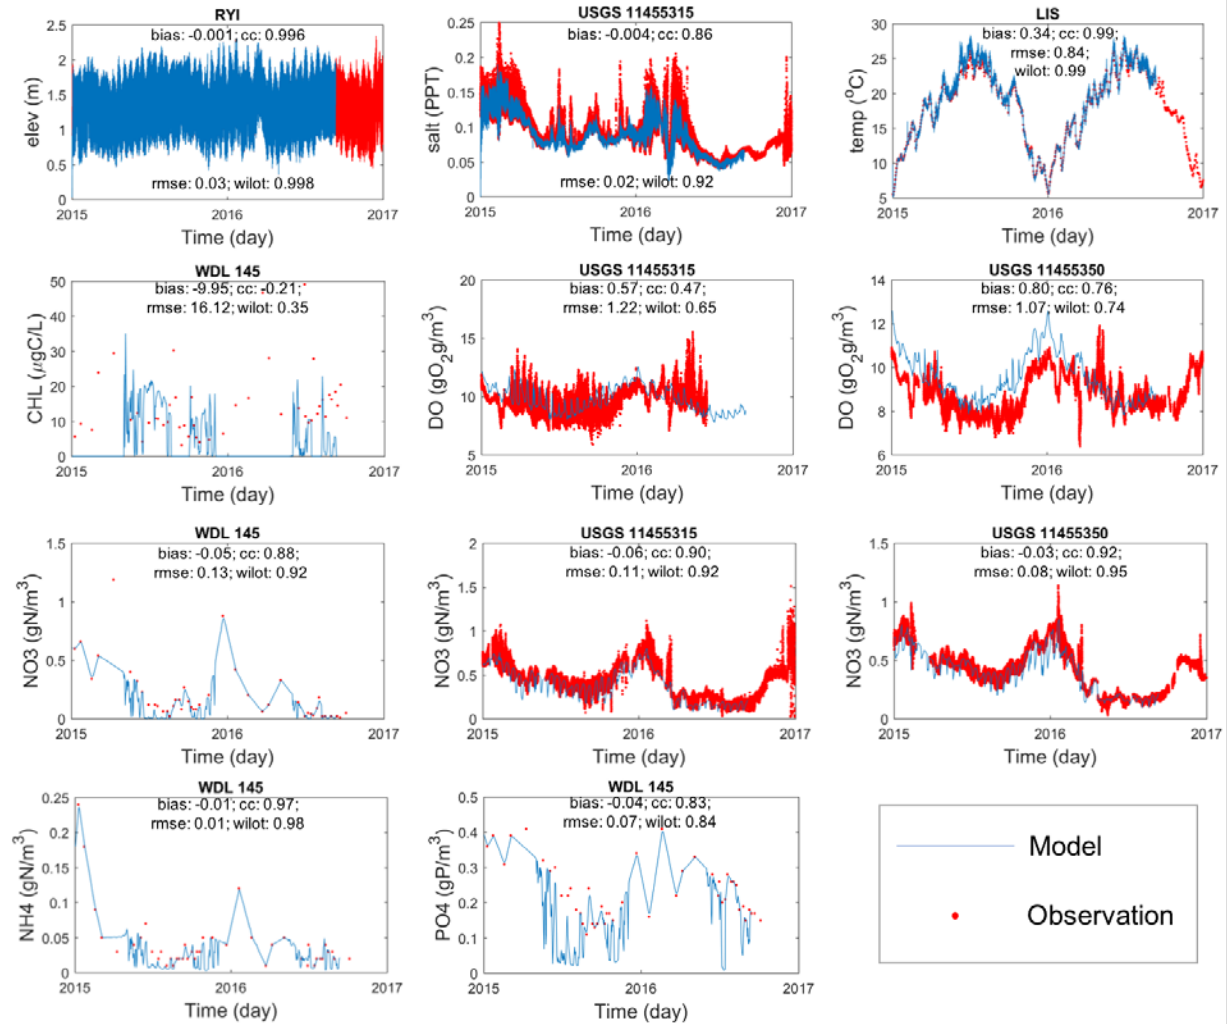 RYI
bias: -0.001; cc: 0.996
rmse: 0.03; wilot: 0.998
elev (m)
2.5
2
1.5
1
0.5
0
2015 2016 2017
Time (day)
USGS 11455315
bias: -0.004; cc: 0.86
rmse: 0.02; wilot: 0.92
salt (PPT)
0.25
0.2
0.15
0.1
0.05
0
2015 2016 2017
Time (day)
LIS
bias: 0.34; cc: 0.99;
rmse: 0.84;
wilot: 0.99
temp (°C)
30
25
20
15
10
5
2015 2016 2017
Time (day)
WDL 145
bias: -9.95; cc: -0.21;
rmse: 16.12; wilot: 0.35
CHL (μgC/L)
50
40
30
20
10
0
2015 2016 2017
Time (day)
USGS 11455315
bias: 0.57; cc: 0.47;
rmse: 1.22; wilot: 0.65
DO (gO₂g/m³)
20
15
10
5
2015 2016 2017
Time (day)
USGS 11455350
bias: 0.80; cc: 0.76;
rmse: 1.07; wilot: 0.74
DO (gO₂g/m³)
14
12
10
8
6
2015 2016 2017
Time (day)
WDL 145
bias: -0.05; cc: 0.88;
rmse: 0.13; wilot: 0.92
NO3 (gN/m³)
1.5
1
0.5
0
2015 2016 2017
Time (day)
USGS 11455315
bias: -0.06; cc: 0.90;
rmse: 0.11; wilot: 0.92
NO3 (gN/m³)
2
1.5
1
0.5
0
2015 2016 2017
Time (day)
USGS 11455350
bias: -0.03; cc: 0.92;
rmse: 0.08; wilot: 0.95
NO3 (gN/m³)
1.5
1
0.5
0
2015 2016 2017
Time (day)
WDL 145
bias: -0.01; cc: 0.97;
rmse: 0.01; wilot: 0.98
NH4 (gN/m³)
0.25
0.2
0.15
0.1
0.05
0
2015 2016 2017
Time (day)
WDL 145
bias: -0.04; cc: 0.83;
rmse: 0.07; wilot: 0.84
PO4 (gP/m³)
0.5
0.4
0.3
0.2
0.1
0
2015 2016 2017
Time (day)
Model
Observation